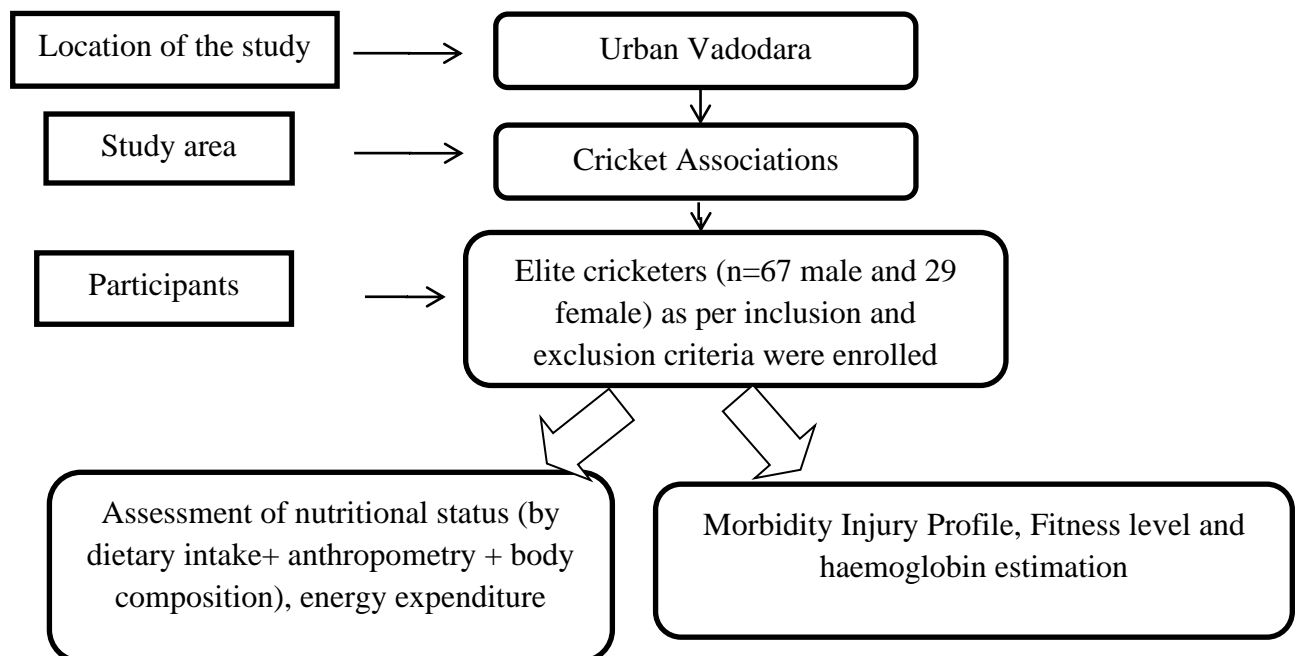 Location of the study
Urban Vadodara
Study area
Cricket Associations
Participants
Elite cricketers (n=67 male and 29
female) as per inclusion and
exclusion criteria were enrolled
Assessment of nutritional status (by
dietary intake+ anthropometry + body
composition), energy expenditure
Morbidity Injury Profile, Fitness level and
haemoglobin estimation